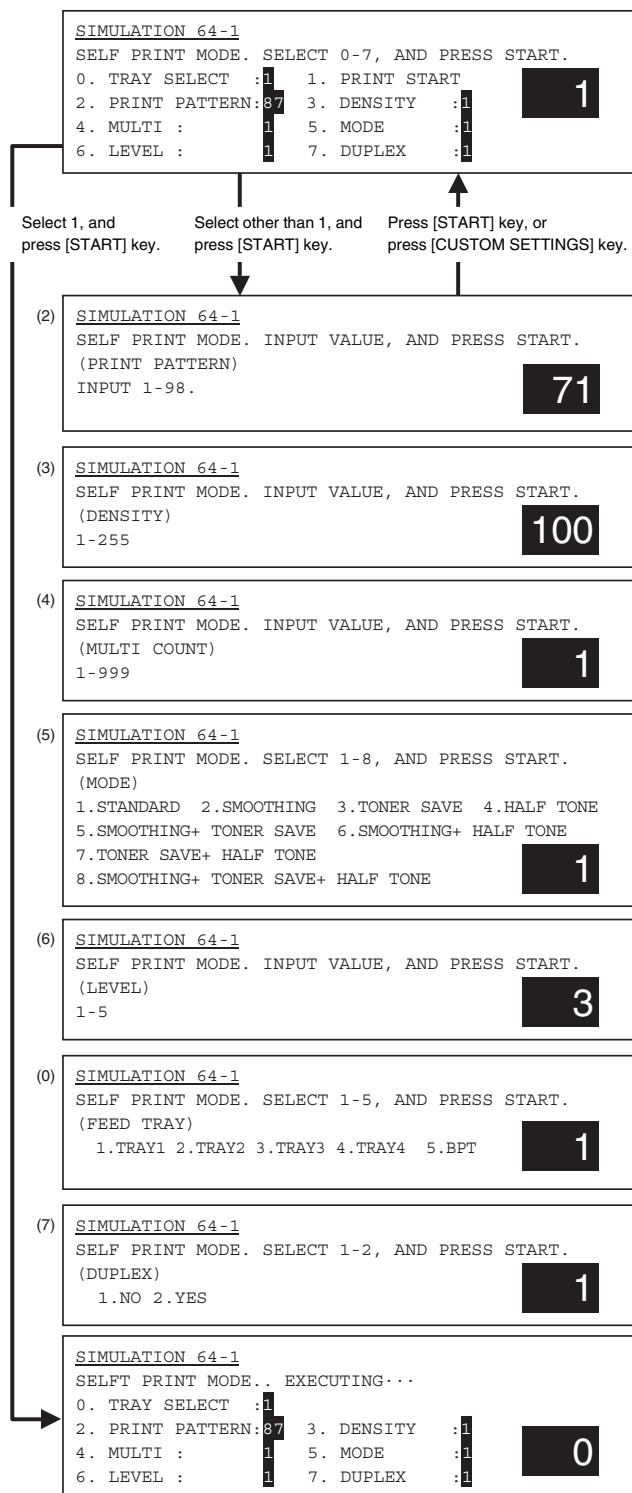 SIMULATION 64-1
SELF PRINT MODE. SELECT 0-7, AND PRESS START.
0. TRAY SELECT :1 1. PRINT START
2. PRINT PATTERN:87 3. DENSITY :1
4. MULTI : 1 5. MODE :1
6. LEVEL : 1 7. DUPLEX :1
1
Select 1, and
press [START] key.
Select other than 1, and
press [START] key.
Press [START] key, or
press [CUSTOM SETTINGS] key.
(2) SIMULATION 64-1
SELF PRINT MODE. INPUT VALUE, AND PRESS START.
(PRINT PATTERN)
INPUT 1-98.
71
(3) SIMULATION 64-1
SELF PRINT MODE. INPUT VALUE, AND PRESS START.
(DENSITY)
1-255
100
(4) SIMULATION 64-1
SELF PRINT MODE. INPUT VALUE, AND PRESS START.
(MULTI COUNT)
1-999
1
(5) SIMULATION 64-1
SELF PRINT MODE. SELECT 1-8, AND PRESS START.
(MODE)
1.STANDARD 2.SMOOTHING 3.TONER SAVE 4.HALF TONE
5.SMOOTHING+ TONER SAVE 6.SMOOTHING+ HALF TONE
7.TONER SAVE+ HALF TONE
8.SMOOTHING+ TONER SAVE+ HALF TONE
1
(6) SIMULATION 64-1
SELF PRINT MODE. INPUT VALUE, AND PRESS START.
(LEVEL)
1-5
3
(0) SIMULATION 64-1
SELF PRINT MODE. SELECT 1-5, AND PRESS START.
(FEED TRAY)
1.TRAY1 2.TRAY2 3.TRAY3 4.TRAY4 5.BPT
1
(7) SIMULATION 64-1
SELF PRINT MODE. SELECT 1-2, AND PRESS START.
(DUPLEX)
1.NO 2.YES
1
SIMULATION 64-1
SELFT PRINT MODE.. EXECUTING···
0. TRAY SELECT :1
2. PRINT PATTERN:87 3. DENSITY :1
4. MULTI : 1 5. MODE :1
6. LEVEL : 1 7. DUPLEX :1
0